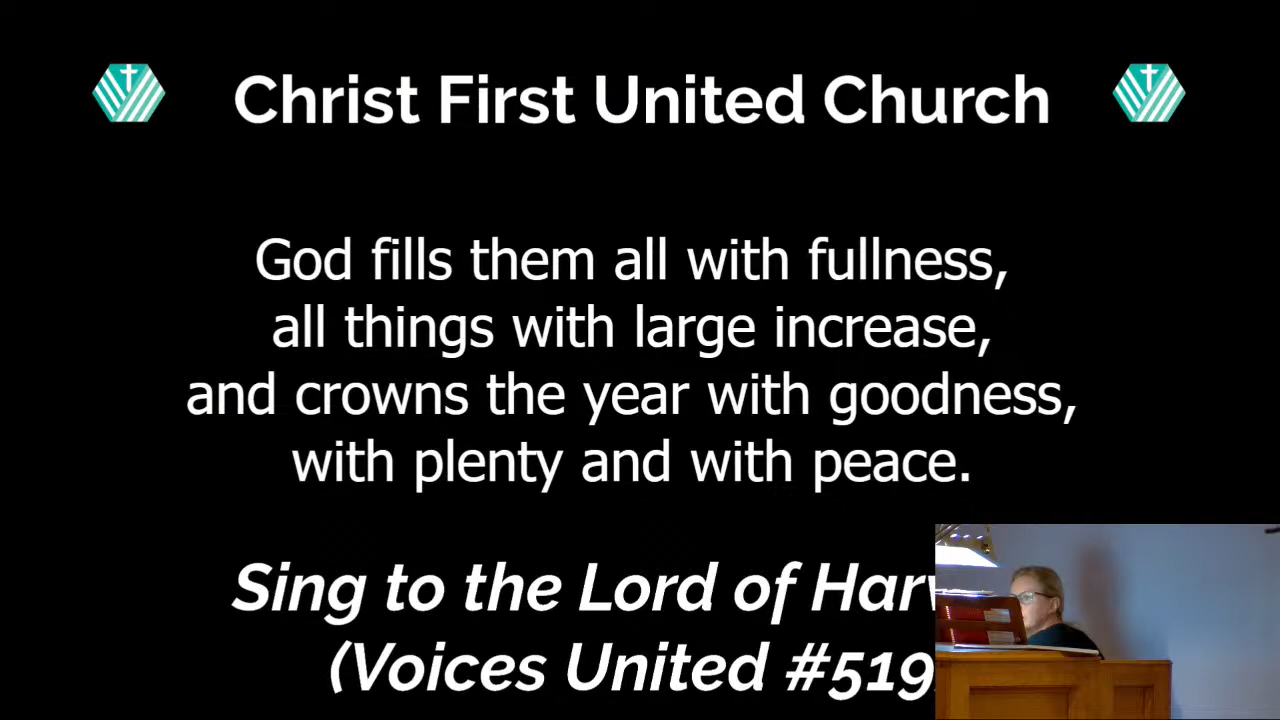 Christ First United Church
God fills them all with fullness,
all things with large increase,
and crowns the year with goodness,
with plenty and with peace.
Sing to the Lord of
(Voices United #519